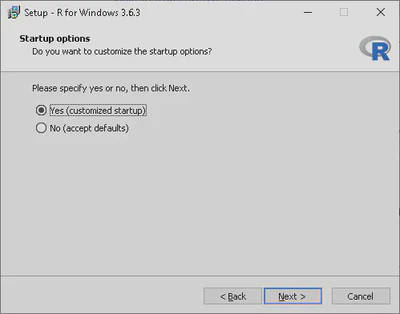 Setup - R for Windows 3.6.3
Startup options
Do you want to customize the startup options?
R
Please specify yes or no, then click Next.
Yes (customized startup)
No (accept defaults)
< Back
Next >
Cancel